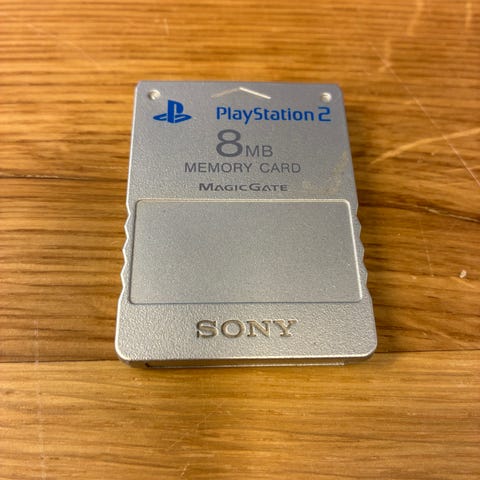 PlayStation 2
8MB
MEMORY CARD
MAGICGATE
SONY